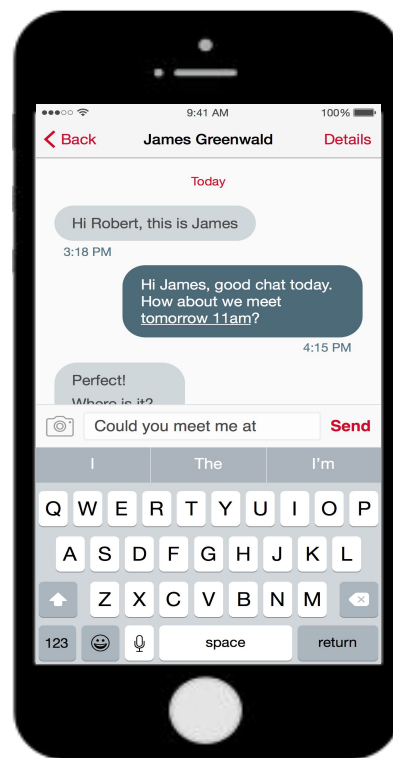 9:41 AM 100%
Back James Greenwald Details
Today
Hi Robert, this is James
3:18 PM
Hi James, good chat today.
How about we meet
tomorrow 11am?
4:15 PM
Perfect!
Where is it?
Could you meet me at Send
I The I'm
Q W E R T Y U I O P
A S D F G H J K L
Z X C V B N M
123 space return